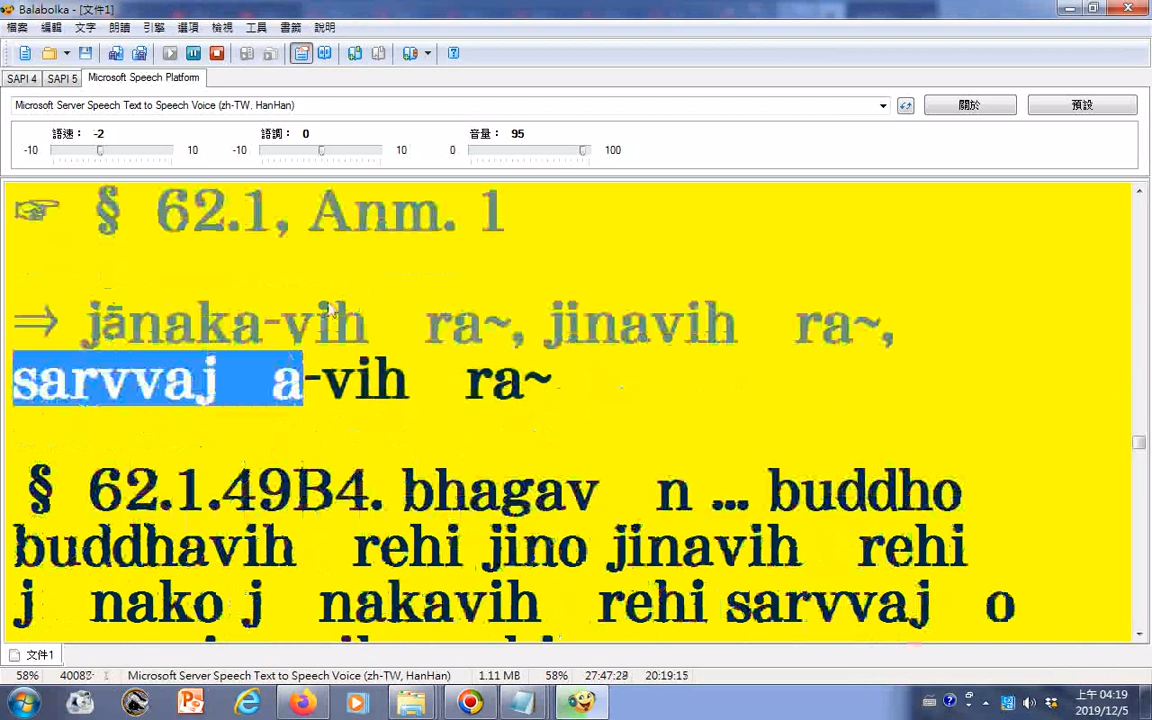 Balabolka - [文件1]
檔案 編輯 文字 朗讀 引擎 選項 檢視 工具 書籤 說明
SAPI 4 SAPI 5 Microsoft Speech Platform
Microsoft Server Speech Text to Speech Voice (zh-TW, HanHan) 關於 預設
語速： -2 語調： 0 音量： 95
-10 10 -10 10 0 100
☞ § 62.1, Anm. 1
⇒ jānaka-vih ra~, jinavih ra~,
sarvvaj a-vih ra~
§ 62.1.49B4. bhagav n ... buddho
buddhavih rehi jino jinavih rehi
j nako j nakavih rehi sarvvaj o
文件1
58% Microsoft Server Speech Text to Speech Voice (zh-TW, HanHan) 1.11 MB 58% 27:47:28 20:19:15
上午 04:19
2019/12/5